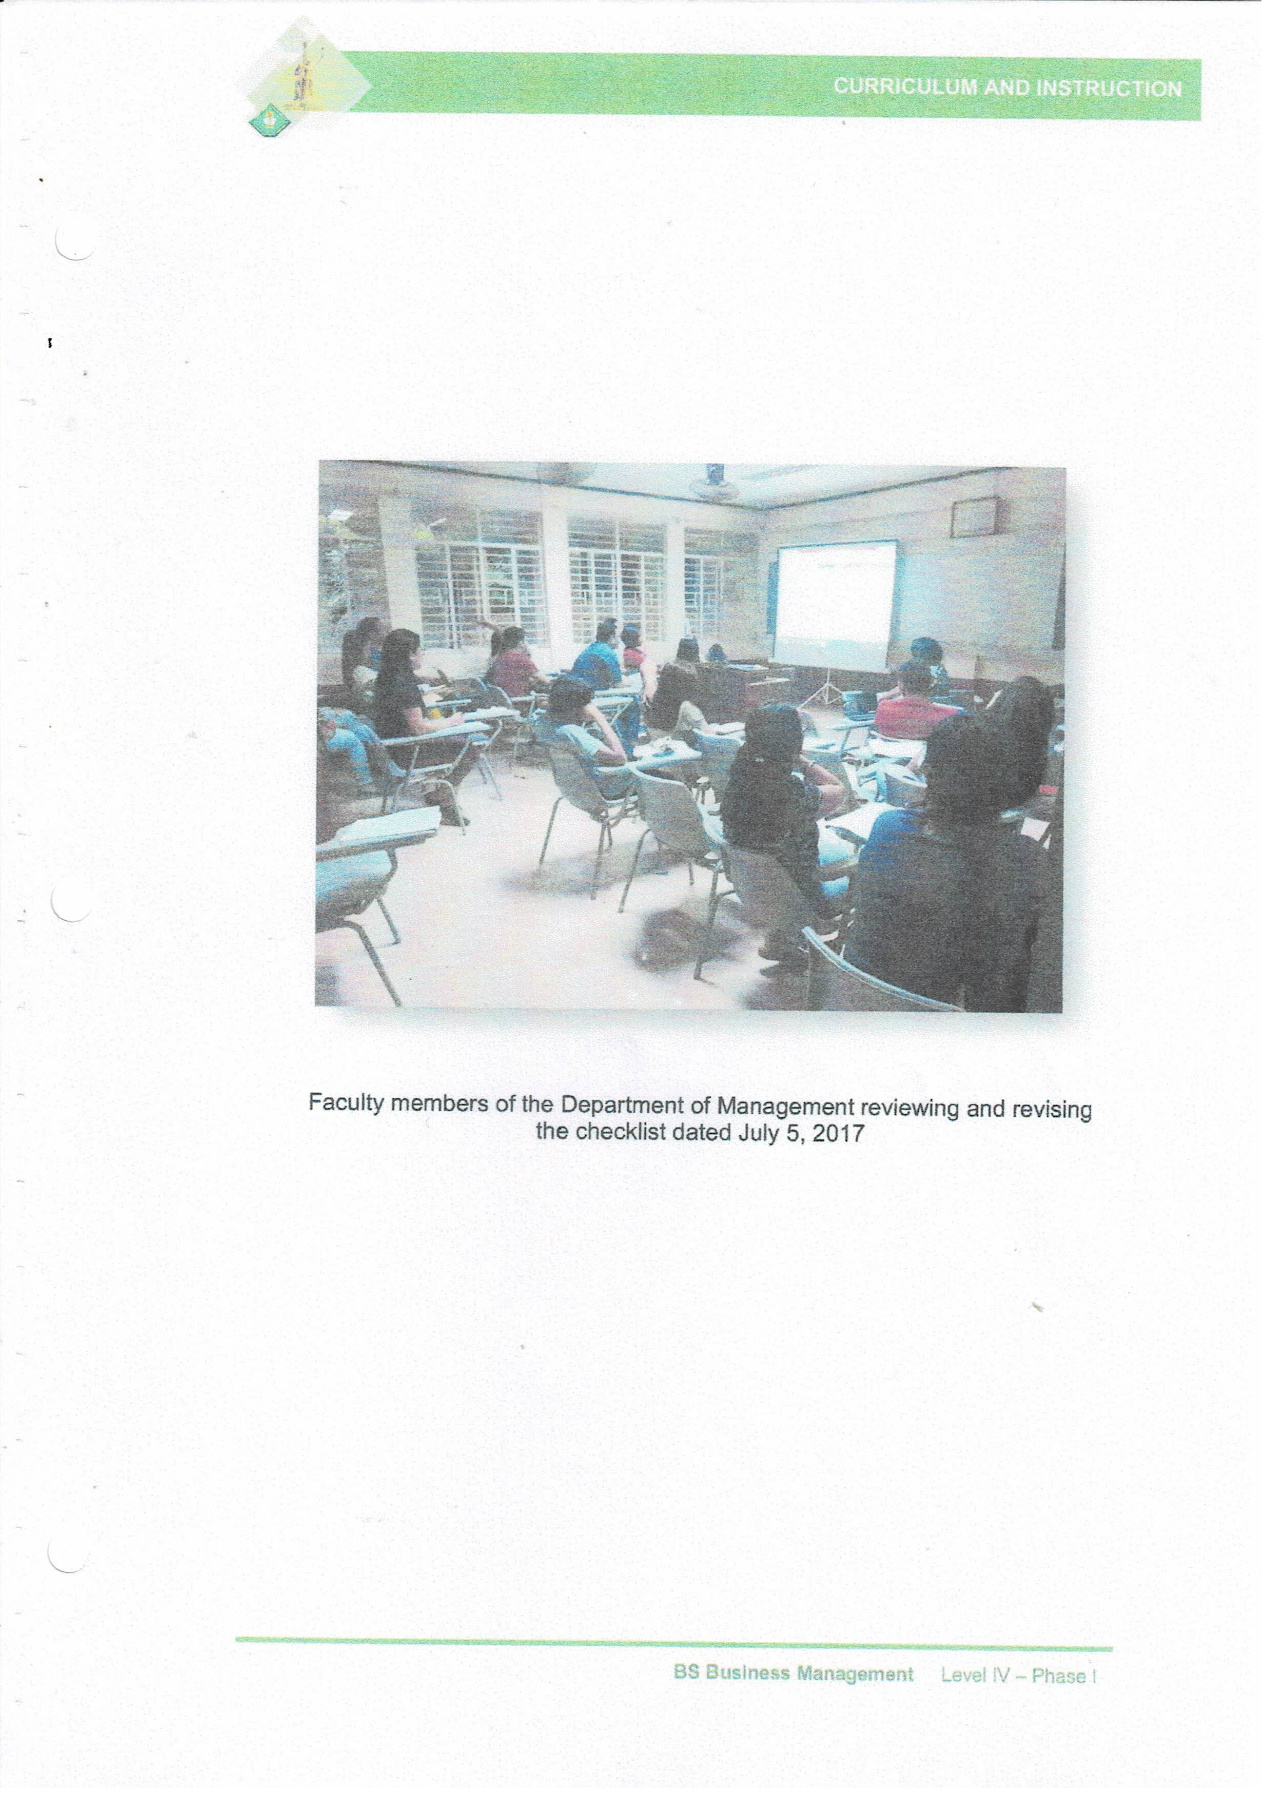 CURRICULUM AND INSTRUCTION
Faculty members of the Department of Management reviewing and revising
the checklist dated July 5, 2017
BS Business Management Level IV – Phase I